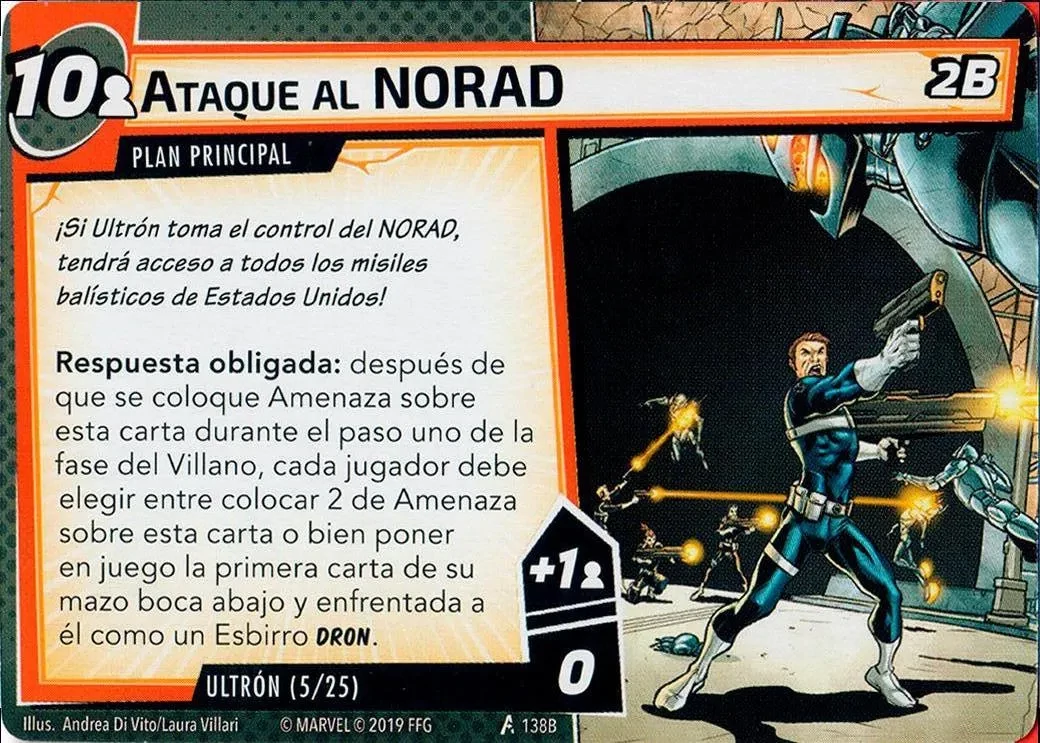 10 ATAQUE AL NORAD 2B
PLAN PRINCIPAL
¡Si Ultrón toma el control del NORAD,
tendrá acceso a todos los misiles
balísticos de Estados Unidos!
Respuesta obligada: después de
que se coloque Amenaza sobre
esta carta durante el paso uno de la
fase del Villano, cada jugador debe
elegir entre colocar 2 de Amenaza
sobre esta carta o bien poner
en juego la primera carta de su
mazo boca abajo y enfrentada a
él como un Esbirro DRON.
+1
0
ULTRÓN (5/25)
Illus. Andrea Di Vito/Laura Villari © MARVEL © 2019 FFG 138B